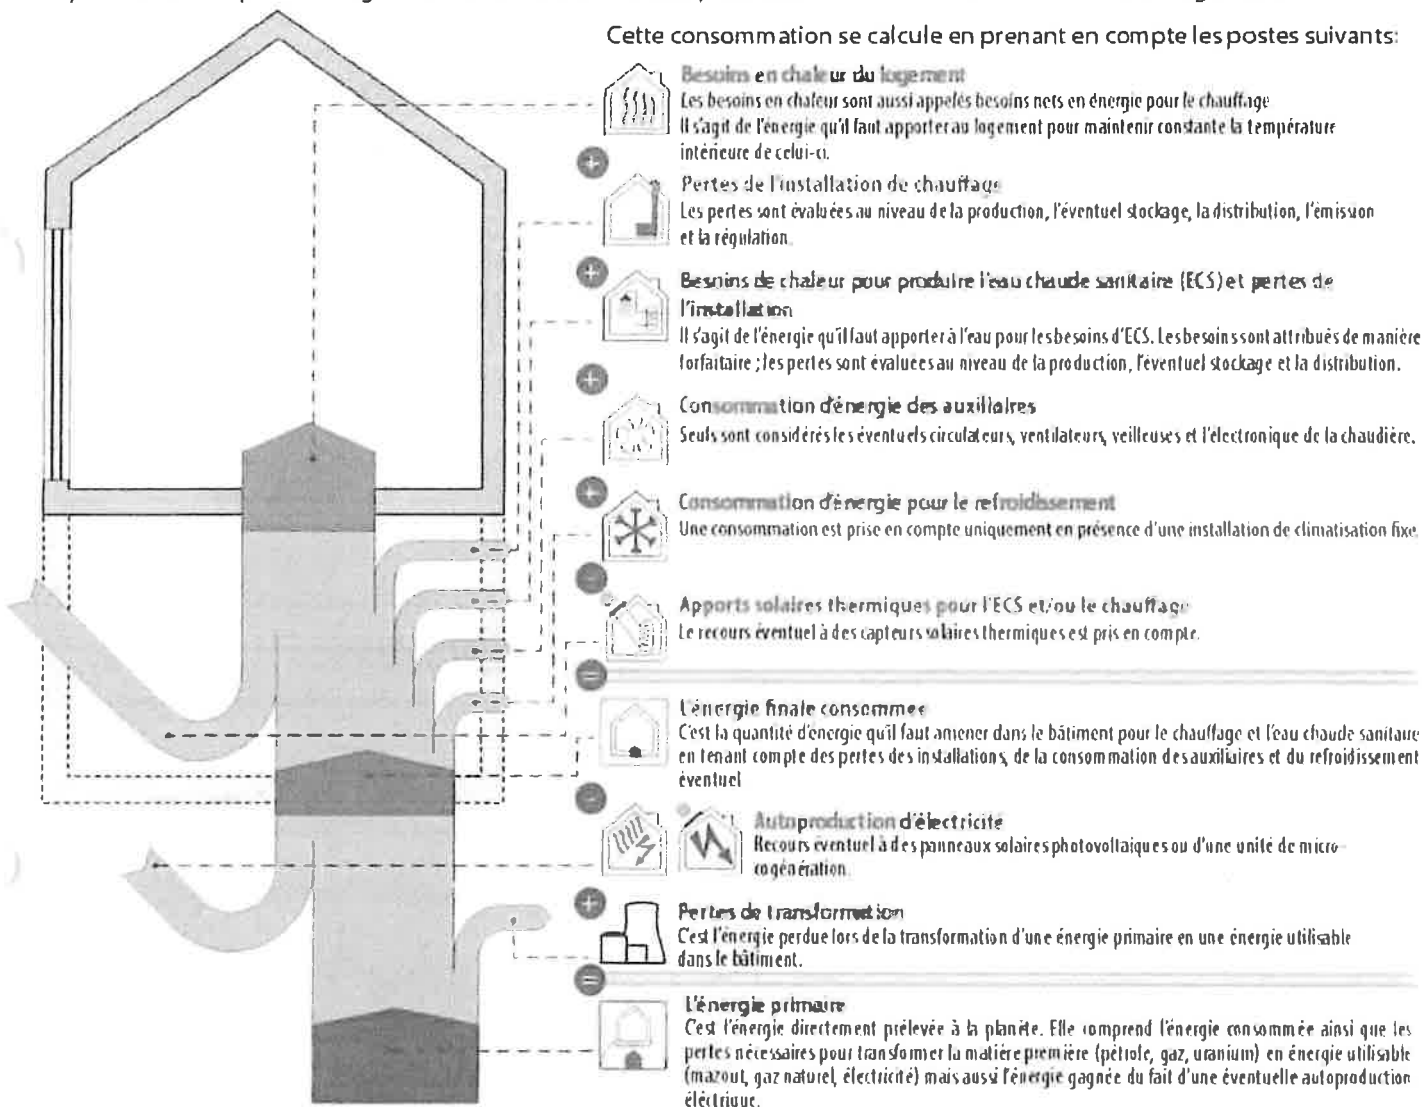 Cette consommation se calcule en prenant en compte les postes suivants:
Besoins en chaleur du logement
Les besoins en chaleur sont aussi appelés besoins nets en énergie pour le chauffage
Il s'agit de l'énergie qu'il faut apporter au logement pour maintenir constante la température
intérieure de celui-ci.
+
Pertes de l'installation de chauffage
Les pertes sont évaluées au niveau de la production, l'éventuel stockage, la distribution, l'émission
et la régulation.
+
Besoins de chaleur pour produire l'eau chaude sanitaire (ECS) et pertes de
l'installation
Il s'agit de l'énergie qu'il faut apporter à l'eau pour les besoins d'ECS. Les besoins sont attribués de manière
forfaitaire ; les pertes sont évaluées au niveau de la production, l'éventuel stockage et la distribution.
+
Consommation d'énergie des auxiliaires
Seuls sont considérés les éventuels circulateurs, ventilateurs, veilleuses et l'électronique de la chaudière.
+
Consommation d'énergie pour le refroidissement
Une consommation est prise en compte uniquement en présence d'une installation de climatisation fixe.
-
Apports solaires thermiques pour l'ECS et/ou le chauffage
Le recours éventuel à des capteurs solaires thermiques est pris en compte.
=
L'énergie finale consommée
C'est la quantité d'énergie qu'il faut amener dans le bâtiment pour le chauffage et l'eau chaude sanitaire
en tenant compte des pertes des installations, de la consommation des auxiliaires et du refroidissement
éventuel
-
Autoproduction d'électricité
Recours éventuel à des panneaux solaires photovoltaïques ou d'une unité de micro-
cogénération.
+
Pertes de transformation
C'est l'énergie perdue lors de la transformation d'une énergie primaire en une énergie utilisable
dans le bâtiment.
=
L'énergie primaire
C'est l'énergie directement prélevée à la planète. Elle comprend l'énergie consommée ainsi que les
pertes nécessaires pour transformer la matière première (pétrole, gaz, uranium) en énergie utilisable
(mazout, gaz naturel, électricité) mais aussi l'énergie gagnée du fait d'une éventuelle autoproduction
électrique.